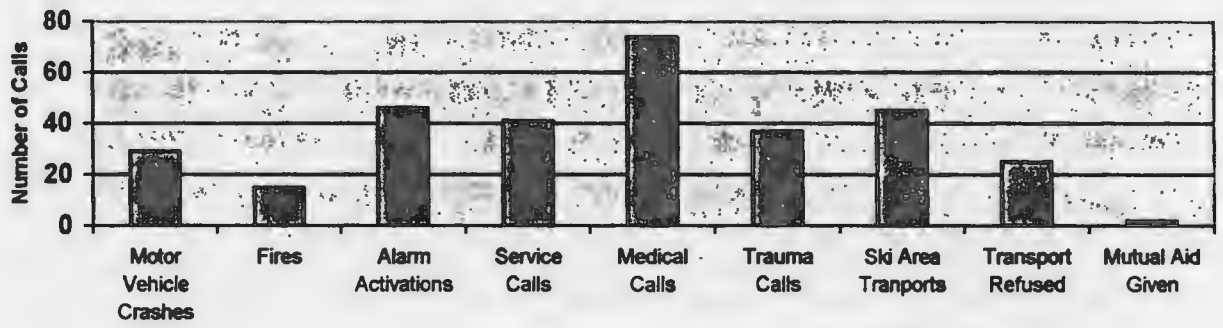 Number of Calls
80
60
40
20
0
Motor Vehicle Crashes
Fires
Alarm Activations
Service Calls
Medical Calls
Trauma Calls
Ski Area Tranports
Transport Refused
Mutual Aid Given